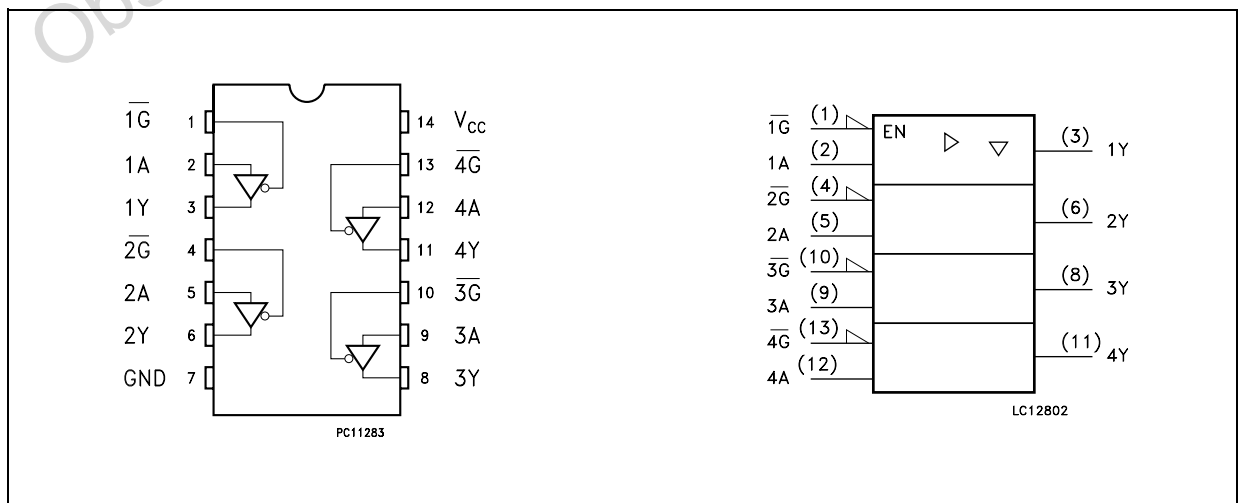 Obs
1G 1 14 VCC
1A 2 13 4G
1Y 3 12 4A
2G 4 11 4Y
2A 5 10 3G
2Y 6 9 3A
GND 7 8 3Y
PC11283
1G (1) EN (3) 1Y
1A (2)
2G (4) (6) 2Y
2A (5)
3G (10) (8) 3Y
3A (9)
4G (13) (11) 4Y
4A (12)
LC12802